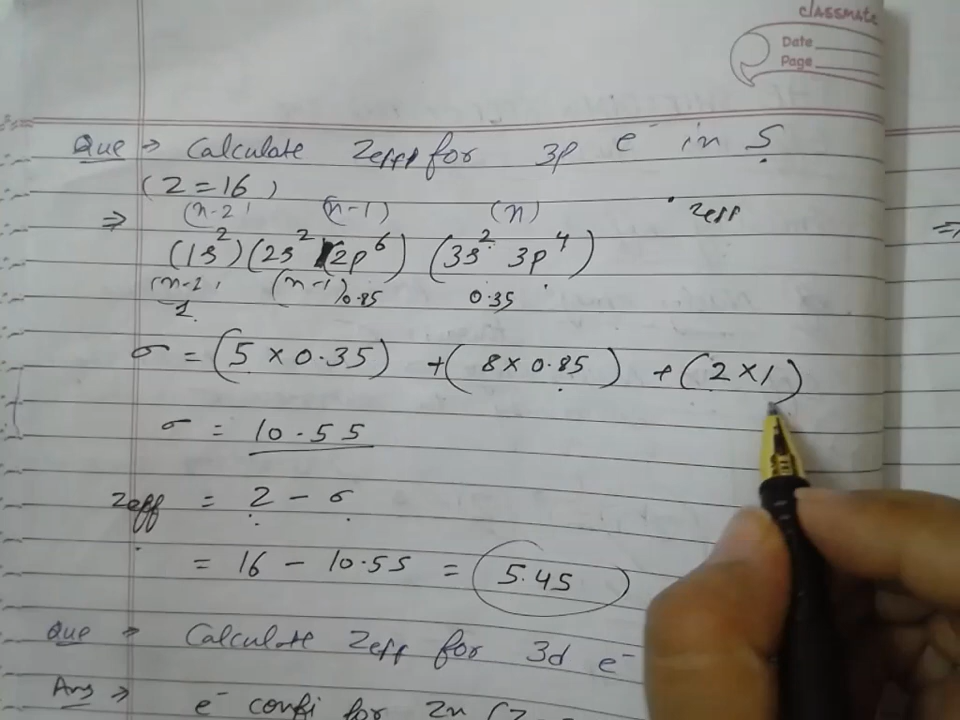 classmate
Date
Page
Que → Calculate Zeff for 3p e⁻ in S
(Z=16)
(n-2) (n-1) (n) Zeff
⇒ (1s²)(2s² 2p⁶) (3s² 3p⁴)
(n-2) (n-1) 0.85 0.35
1
σ = (5 × 0.35) + (8 × 0.85) + (2 × 1)
σ = 10.55
Zeff = Z - σ
= 16 - 10.55 = 5.45
Que → Calculate Zeff for 3d e⁻
Ans → e⁻ confi for Zn (Z